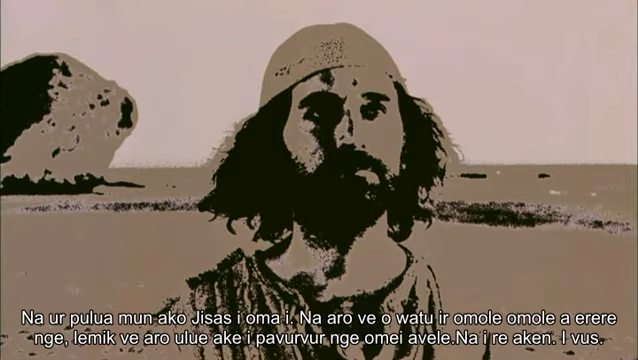 Na ur pulua mun ako Jisas i oma i. Na aro ve o watu ir omole omole a erere
nge, lemik ve aro ulue ake i pavurvur nge omei avele.Na i re aken. I vus.